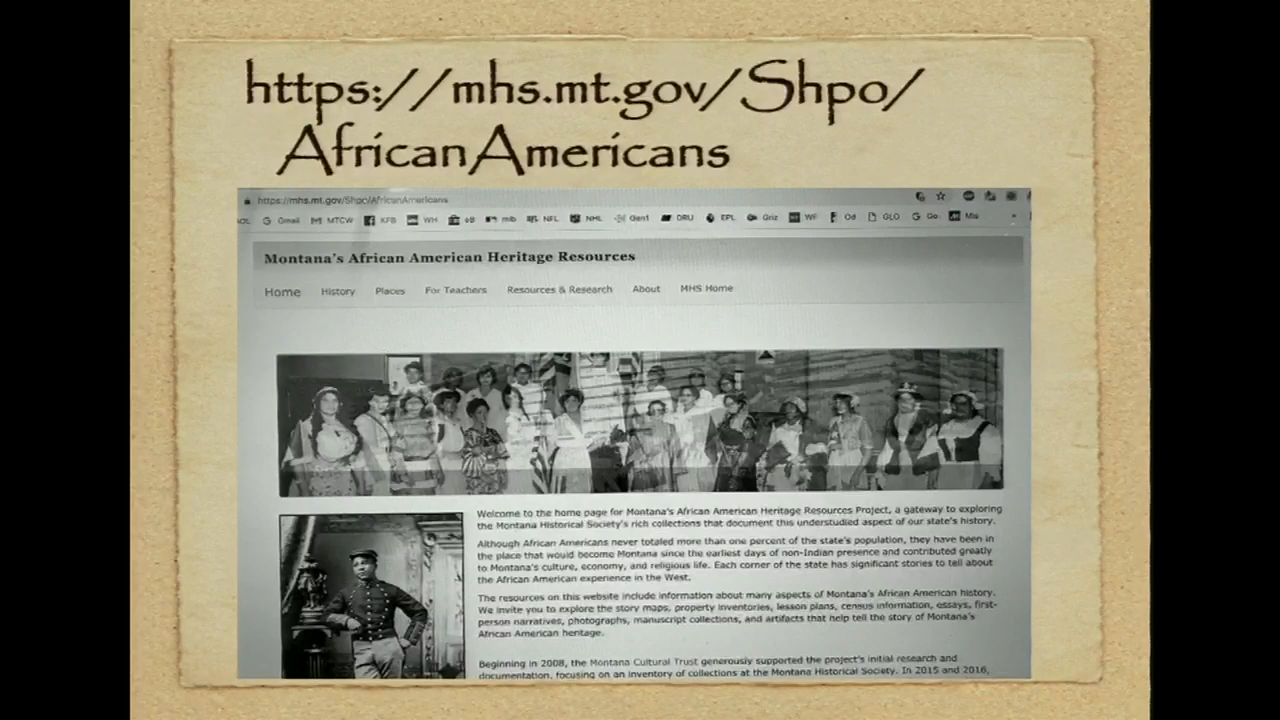 https://mhs.mt.gov/Shpo/
AfricanAmericans
https://mhs.mt.gov/Shpo/AfricanAmericans
Gmail MTCW KFB WH eB mlb NFL NHL Gen1 DRU EPL Griz WF Od GLO Go Mis
Montana's African American Heritage Resources
Home History Places For Teachers Resources & Research About MHS Home
Welcome to the home page for Montana's African American Heritage Resources Project, a gateway to exploring
the Montana Historical Society's rich collections that document this understudied aspect of our state's history.
Although African Americans never totaled more than one percent of the state's population, they have been in
the place that would become Montana since the earliest days of non-Indian presence and contributed greatly
to Montana's culture, economy, and religious life. Each corner of the state has significant stories to tell about
the African American experience in the West.
The resources on this website include information about many aspects of Montana's African American history.
We invite you to explore the story maps, property inventories, lesson plans, census information, essays, first-
person narratives, photographs, manuscript collections, and artifacts that help tell the story of Montana's
African American heritage.
Beginning in 2008, the Montana Cultural Trust generously supported the project's initial research and
documentation, focusing on an inventory of collections at the Montana Historical Society. In 2015 and 2016,